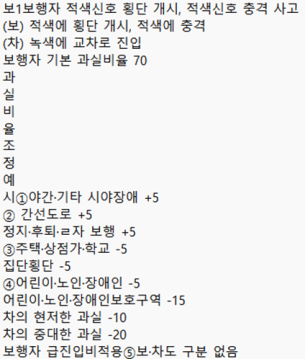 보1보행자 적색신호 횡단 개시, 적색신호 충격 사고
(보) 적색에 횡단 개시, 적색에 충격
(차) 녹색에 교차로 진입
보행자 기본 과실비율 70
과
실
비
율
조
정
예
시①야간·기타 시야장애 +5
② 간선도로 +5
정지·후퇴·ㄹ자 보행 +5
③주택·상점가·학교 -5
집단횡단 -5
④어린이·노인·장애인 -5
어린이·노인·장애인보호구역 -15
차의 현저한 과실 -10
차의 중대한 과실 -20
보행자 급진입비적용⑤보·차도 구분 없음